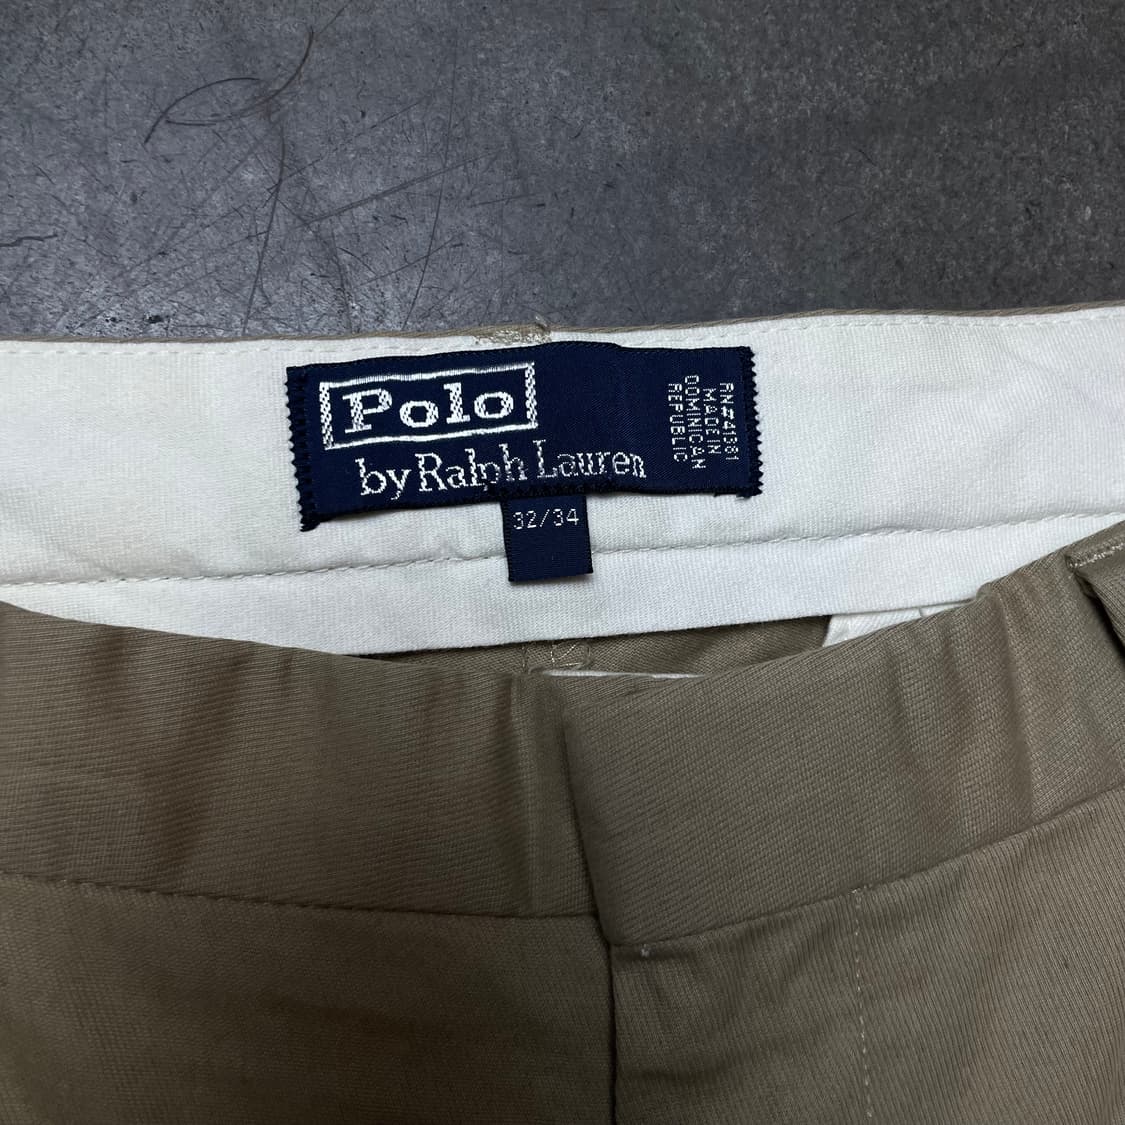 Polo
by Ralph Lauren
RN#41381
MADE IN
DOMINICAN
REPUBLIC
32/34